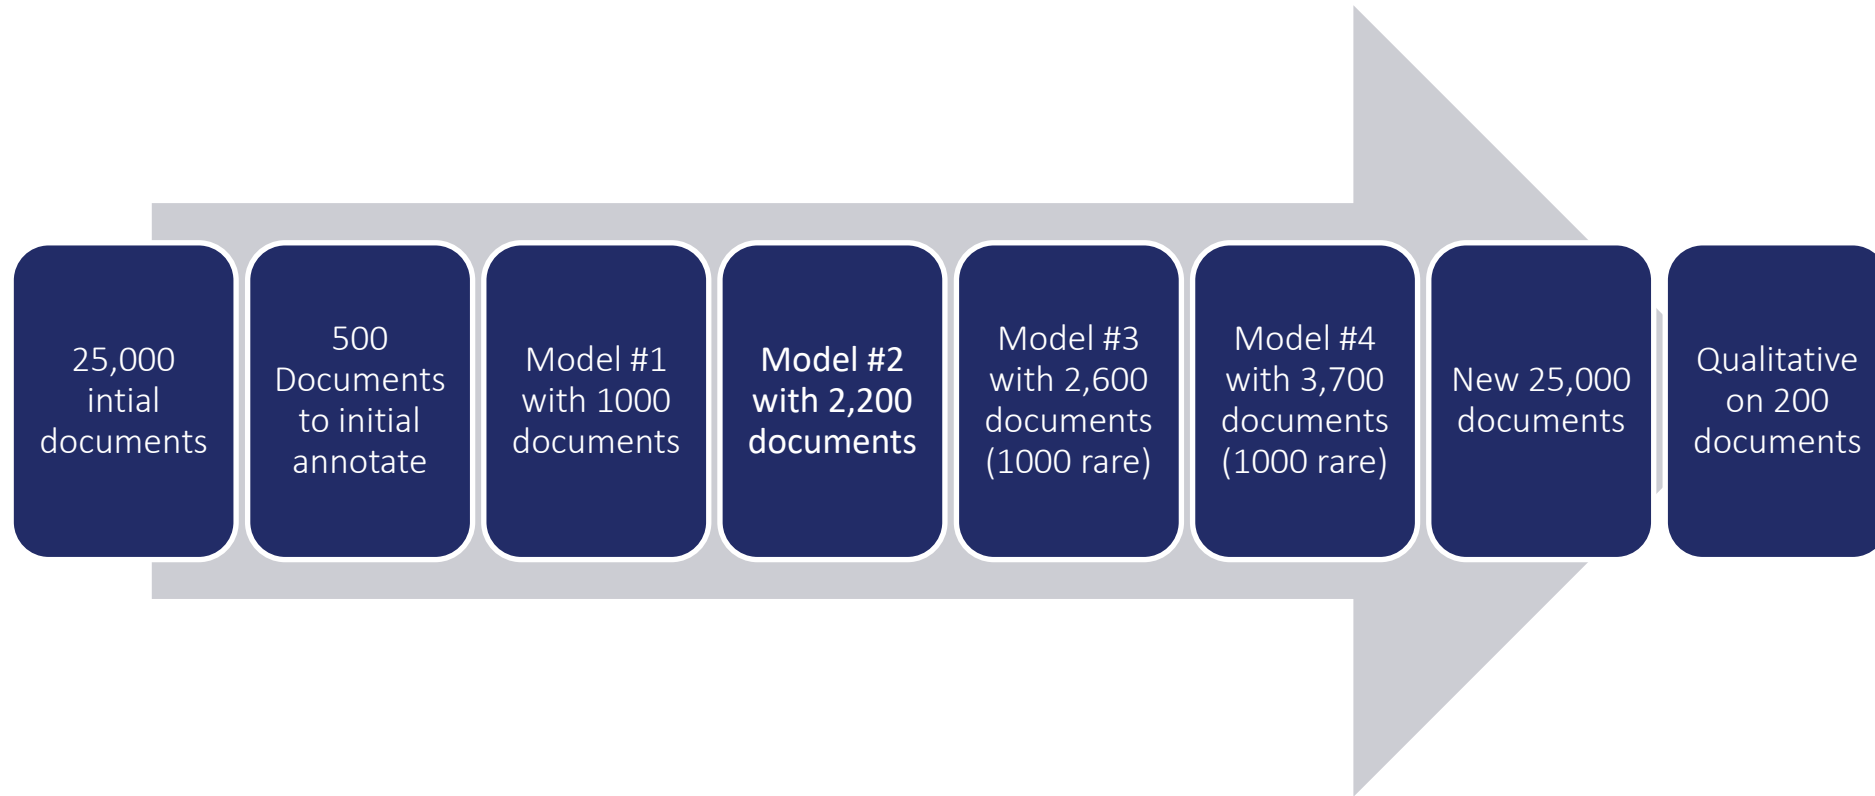 25,000
intial
documents
500
Documents
to initial
annotate
Model #1
with 1000
documents
Model #2
with 2,200
documents
Model #3
with 2,600
documents
(1000 rare)
Model #4
with 3,700
documents
(1000 rare)
New 25,000
documents
Qualitative
on 200
documents